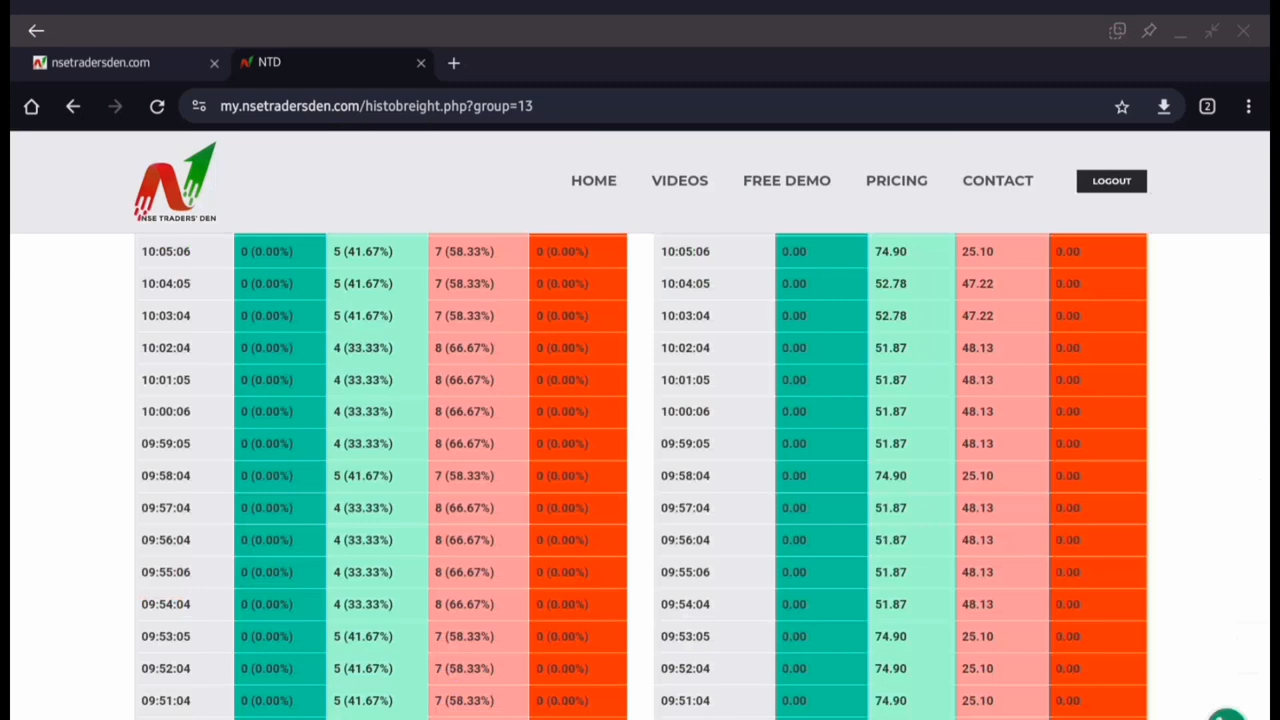 nsetradersden.com
NTD
my.nsetradersden.com/histobreight.php?group=13
2
NSE TRADERS' DEN
HOME VIDEOS FREE DEMO PRICING CONTACT LOGOUT
10:05:06 0 (0.00%) 5 (41.67%) 7 (58.33%) 0 (0.00%) 10:05:06 0.00 74.90 25.10 0.00
10:04:05 0 (0.00%) 5 (41.67%) 7 (58.33%) 0 (0.00%) 10:04:05 0.00 52.78 47.22 0.00
10:03:04 0 (0.00%) 5 (41.67%) 7 (58.33%) 0 (0.00%) 10:03:04 0.00 52.78 47.22 0.00
10:02:04 0 (0.00%) 4 (33.33%) 8 (66.67%) 0 (0.00%) 10:02:04 0.00 51.87 48.13 0.00
10:01:05 0 (0.00%) 4 (33.33%) 8 (66.67%) 0 (0.00%) 10:01:05 0.00 51.87 48.13 0.00
10:00:06 0 (0.00%) 4 (33.33%) 8 (66.67%) 0 (0.00%) 10:00:06 0.00 51.87 48.13 0.00
09:59:05 0 (0.00%) 4 (33.33%) 8 (66.67%) 0 (0.00%) 09:59:05 0.00 51.87 48.13 0.00
09:58:04 0 (0.00%) 5 (41.67%) 7 (58.33%) 0 (0.00%) 09:58:04 0.00 74.90 25.10 0.00
09:57:04 0 (0.00%) 4 (33.33%) 8 (66.67%) 0 (0.00%) 09:57:04 0.00 51.87 48.13 0.00
09:56:04 0 (0.00%) 4 (33.33%) 8 (66.67%) 0 (0.00%) 09:56:04 0.00 51.87 48.13 0.00
09:55:06 0 (0.00%) 4 (33.33%) 8 (66.67%) 0 (0.00%) 09:55:06 0.00 51.87 48.13 0.00
09:54:04 0 (0.00%) 4 (33.33%) 8 (66.67%) 0 (0.00%) 09:54:04 0.00 51.87 48.13 0.00
09:53:05 0 (0.00%) 5 (41.67%) 7 (58.33%) 0 (0.00%) 09:53:05 0.00 74.90 25.10 0.00
09:52:04 0 (0.00%) 5 (41.67%) 7 (58.33%) 0 (0.00%) 09:52:04 0.00 74.90 25.10 0.00
09:51:04 0 (0.00%) 5 (41.67%) 7 (58.33%) 0 (0.00%) 09:51:04 0.00 74.90 25.10 0.00